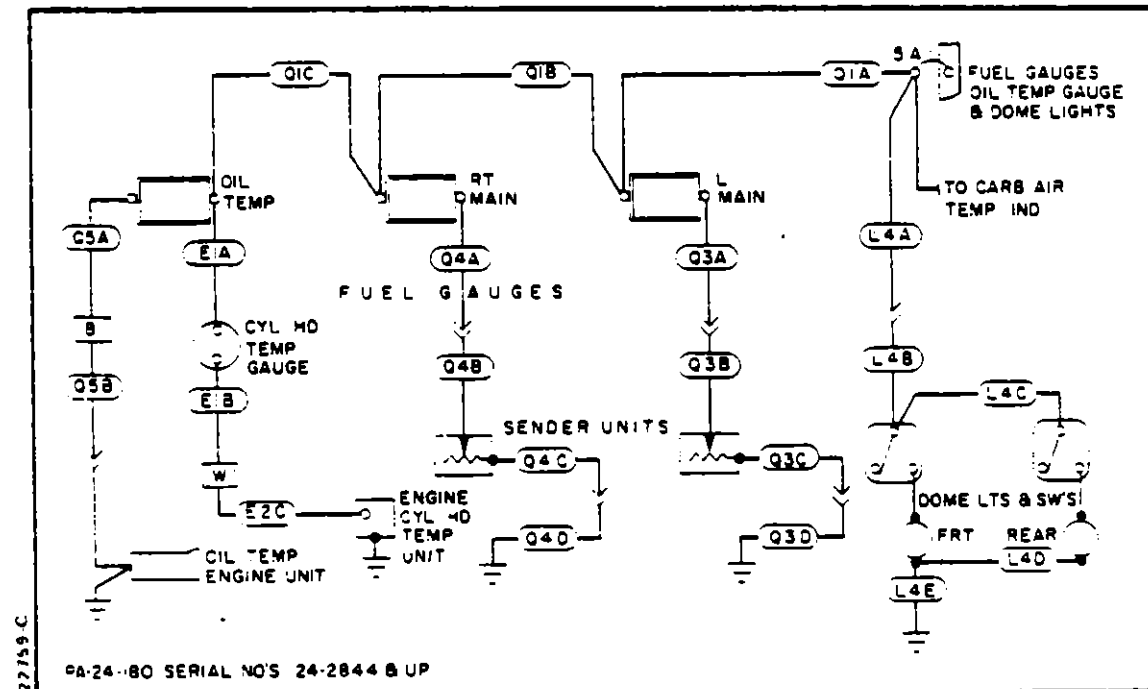 Q1C
Q1B
Q1A
5 A
FUEL GAUGES
OIL TEMP GAUGE
& DOME LIGHTS
OIL
TEMP
RT
MAIN
L
MAIN
TO CARB AIR
TEMP IND
E1A
Q4A
Q3A
L4A
FUEL GAUGES
B
CYL HD
TEMP
GAUGE
Q5B
Q4B
Q3B
L4B
L4C
E1B
SENDER UNITS
W
Q4C
Q3C
E2C
ENGINE
CYL HD
TEMP
UNIT
DOME LTS & SW'S
FRT
REAR
Q4D
Q3D
L4D
OIL TEMP
ENGINE UNIT
L4E
PA-24-180 SERIAL NO'S 24-2844 & UP